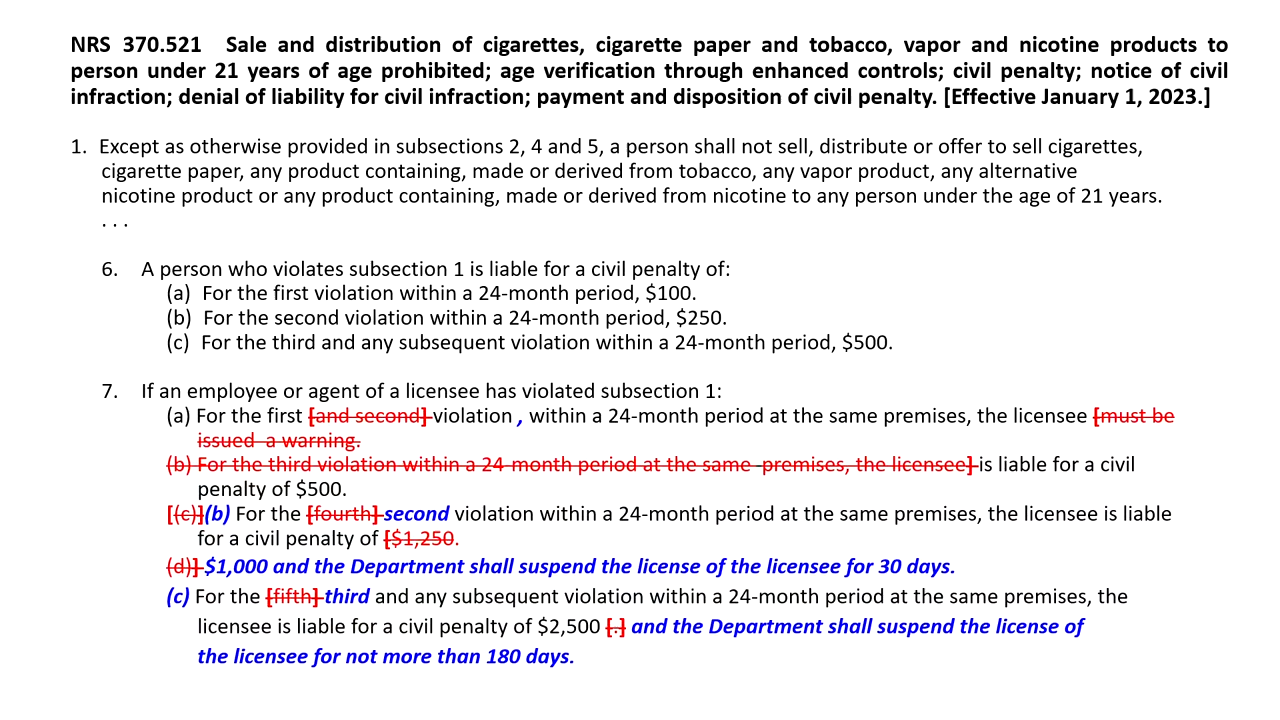 NRS 370.521 Sale and distribution of cigarettes, cigarette paper and tobacco, vapor and nicotine products to
person under 21 years of age prohibited; age verification through enhanced controls; civil penalty; notice of civil
infraction; denial of liability for civil infraction; payment and disposition of civil penalty. [Effective January 1, 2023.]
1. Except as otherwise provided in subsections 2, 4 and 5, a person shall not sell, distribute or offer to sell cigarettes,
cigarette paper, any product containing, made or derived from tobacco, any vapor product, any alternative
nicotine product or any product containing, made or derived from nicotine to any person under the age of 21 years.
. . .
6. A person who violates subsection 1 is liable for a civil penalty of:
(a) For the first violation within a 24-month period, $100.
(b) For the second violation within a 24-month period, $250.
(c) For the third and any subsequent violation within a 24-month period, $500.
7. If an employee or agent of a licensee has violated subsection 1:
(a) For the first [and second] violation , within a 24-month period at the same premises, the licensee [must be
issued a warning.
(b) For the third violation within a 24-month period at the same premises, the licensee] is liable for a civil
penalty of $500.
[(c)](b) For the [fourth] second violation within a 24-month period at the same premises, the licensee is liable
for a civil penalty of [$1,250.
(d)] $1,000 and the Department shall suspend the license of the licensee for 30 days.
(c) For the [fifth] third and any subsequent violation within a 24-month period at the same premises, the
licensee is liable for a civil penalty of $2,500 [.] and the Department shall suspend the license of
the licensee for not more than 180 days.